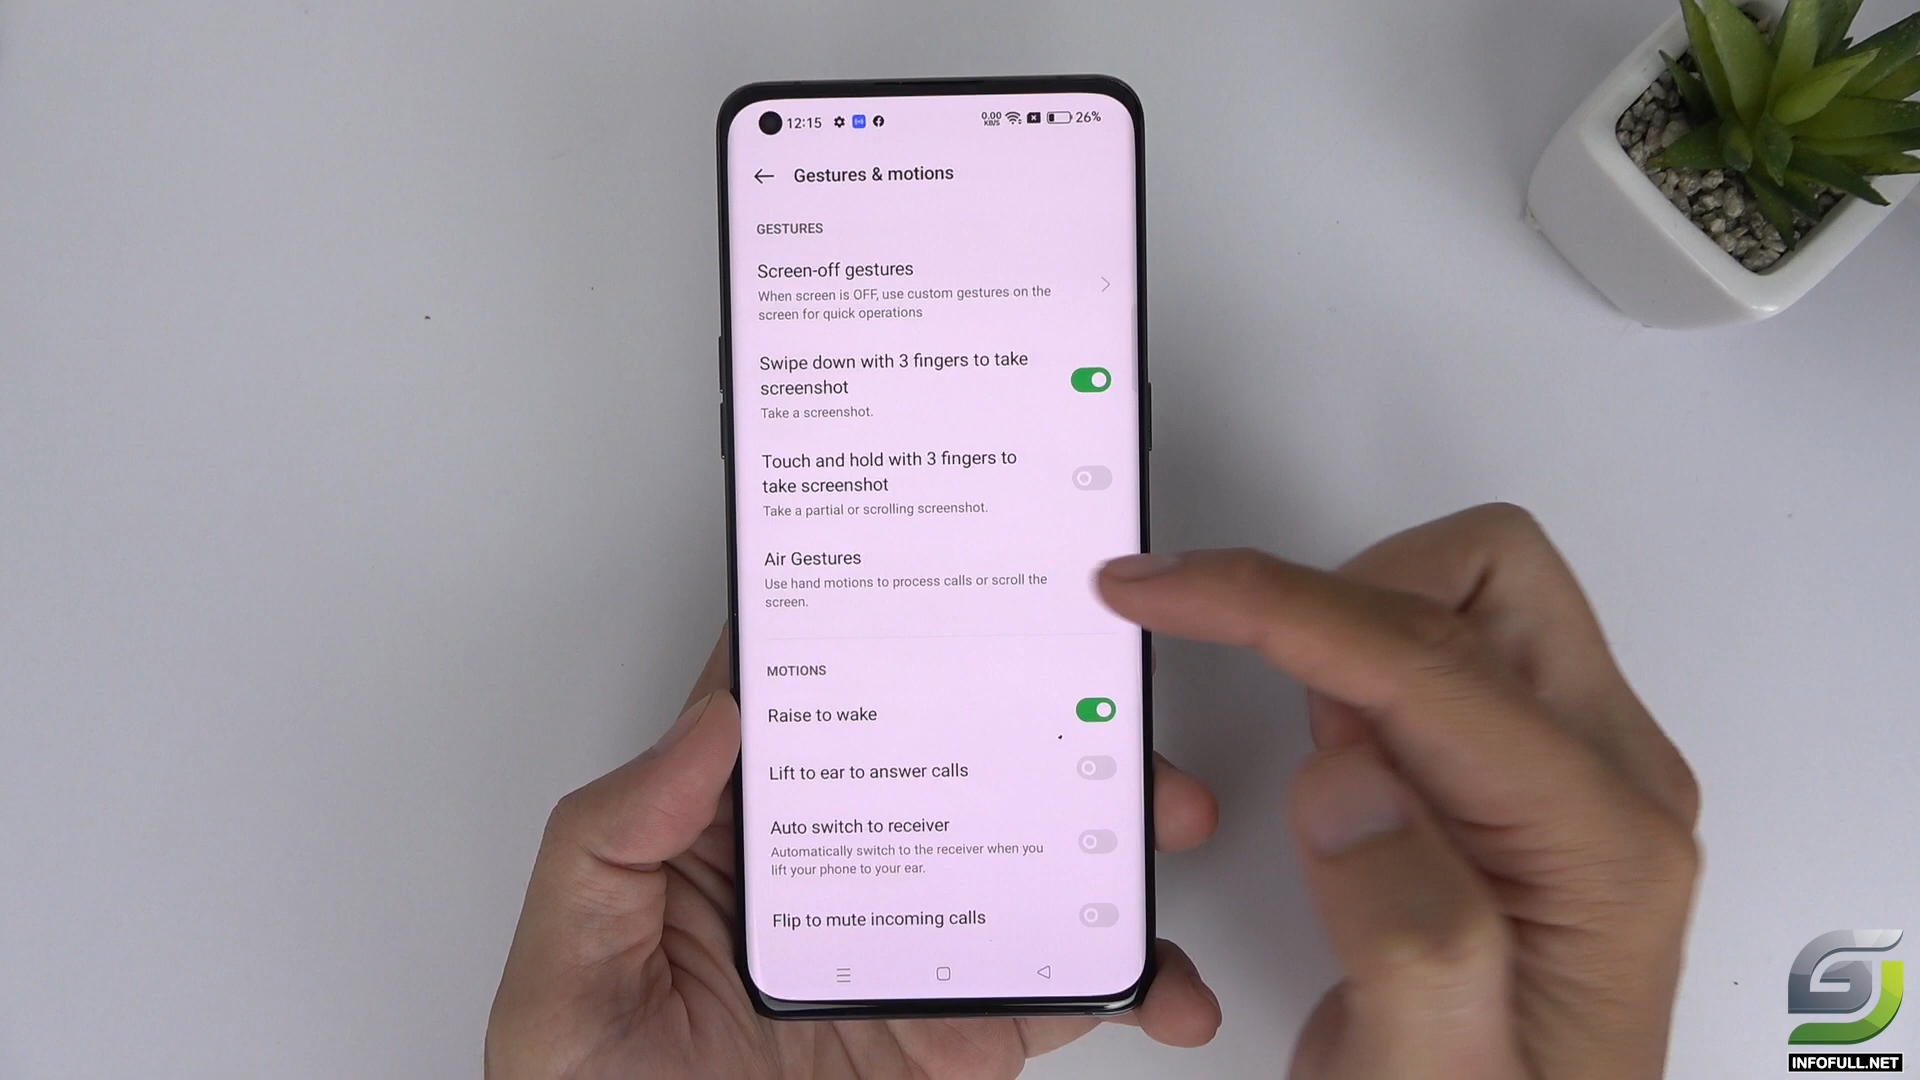 12:15 0.00 KB/S 26%
Gestures & motions
GESTURES
Screen-off gestures
When screen is OFF, use custom gestures on the
screen for quick operations
Swipe down with 3 fingers to take
screenshot
Take a screenshot.
Touch and hold with 3 fingers to
take screenshot
Take a partial or scrolling screenshot.
Air Gestures
Use hand motions to process calls or scroll the
screen.
MOTIONS
Raise to wake
Lift to ear to answer calls
Auto switch to receiver
Automatically switch to the receiver when you
lift your phone to your ear.
Flip to mute incoming calls
INFOFULL.NET